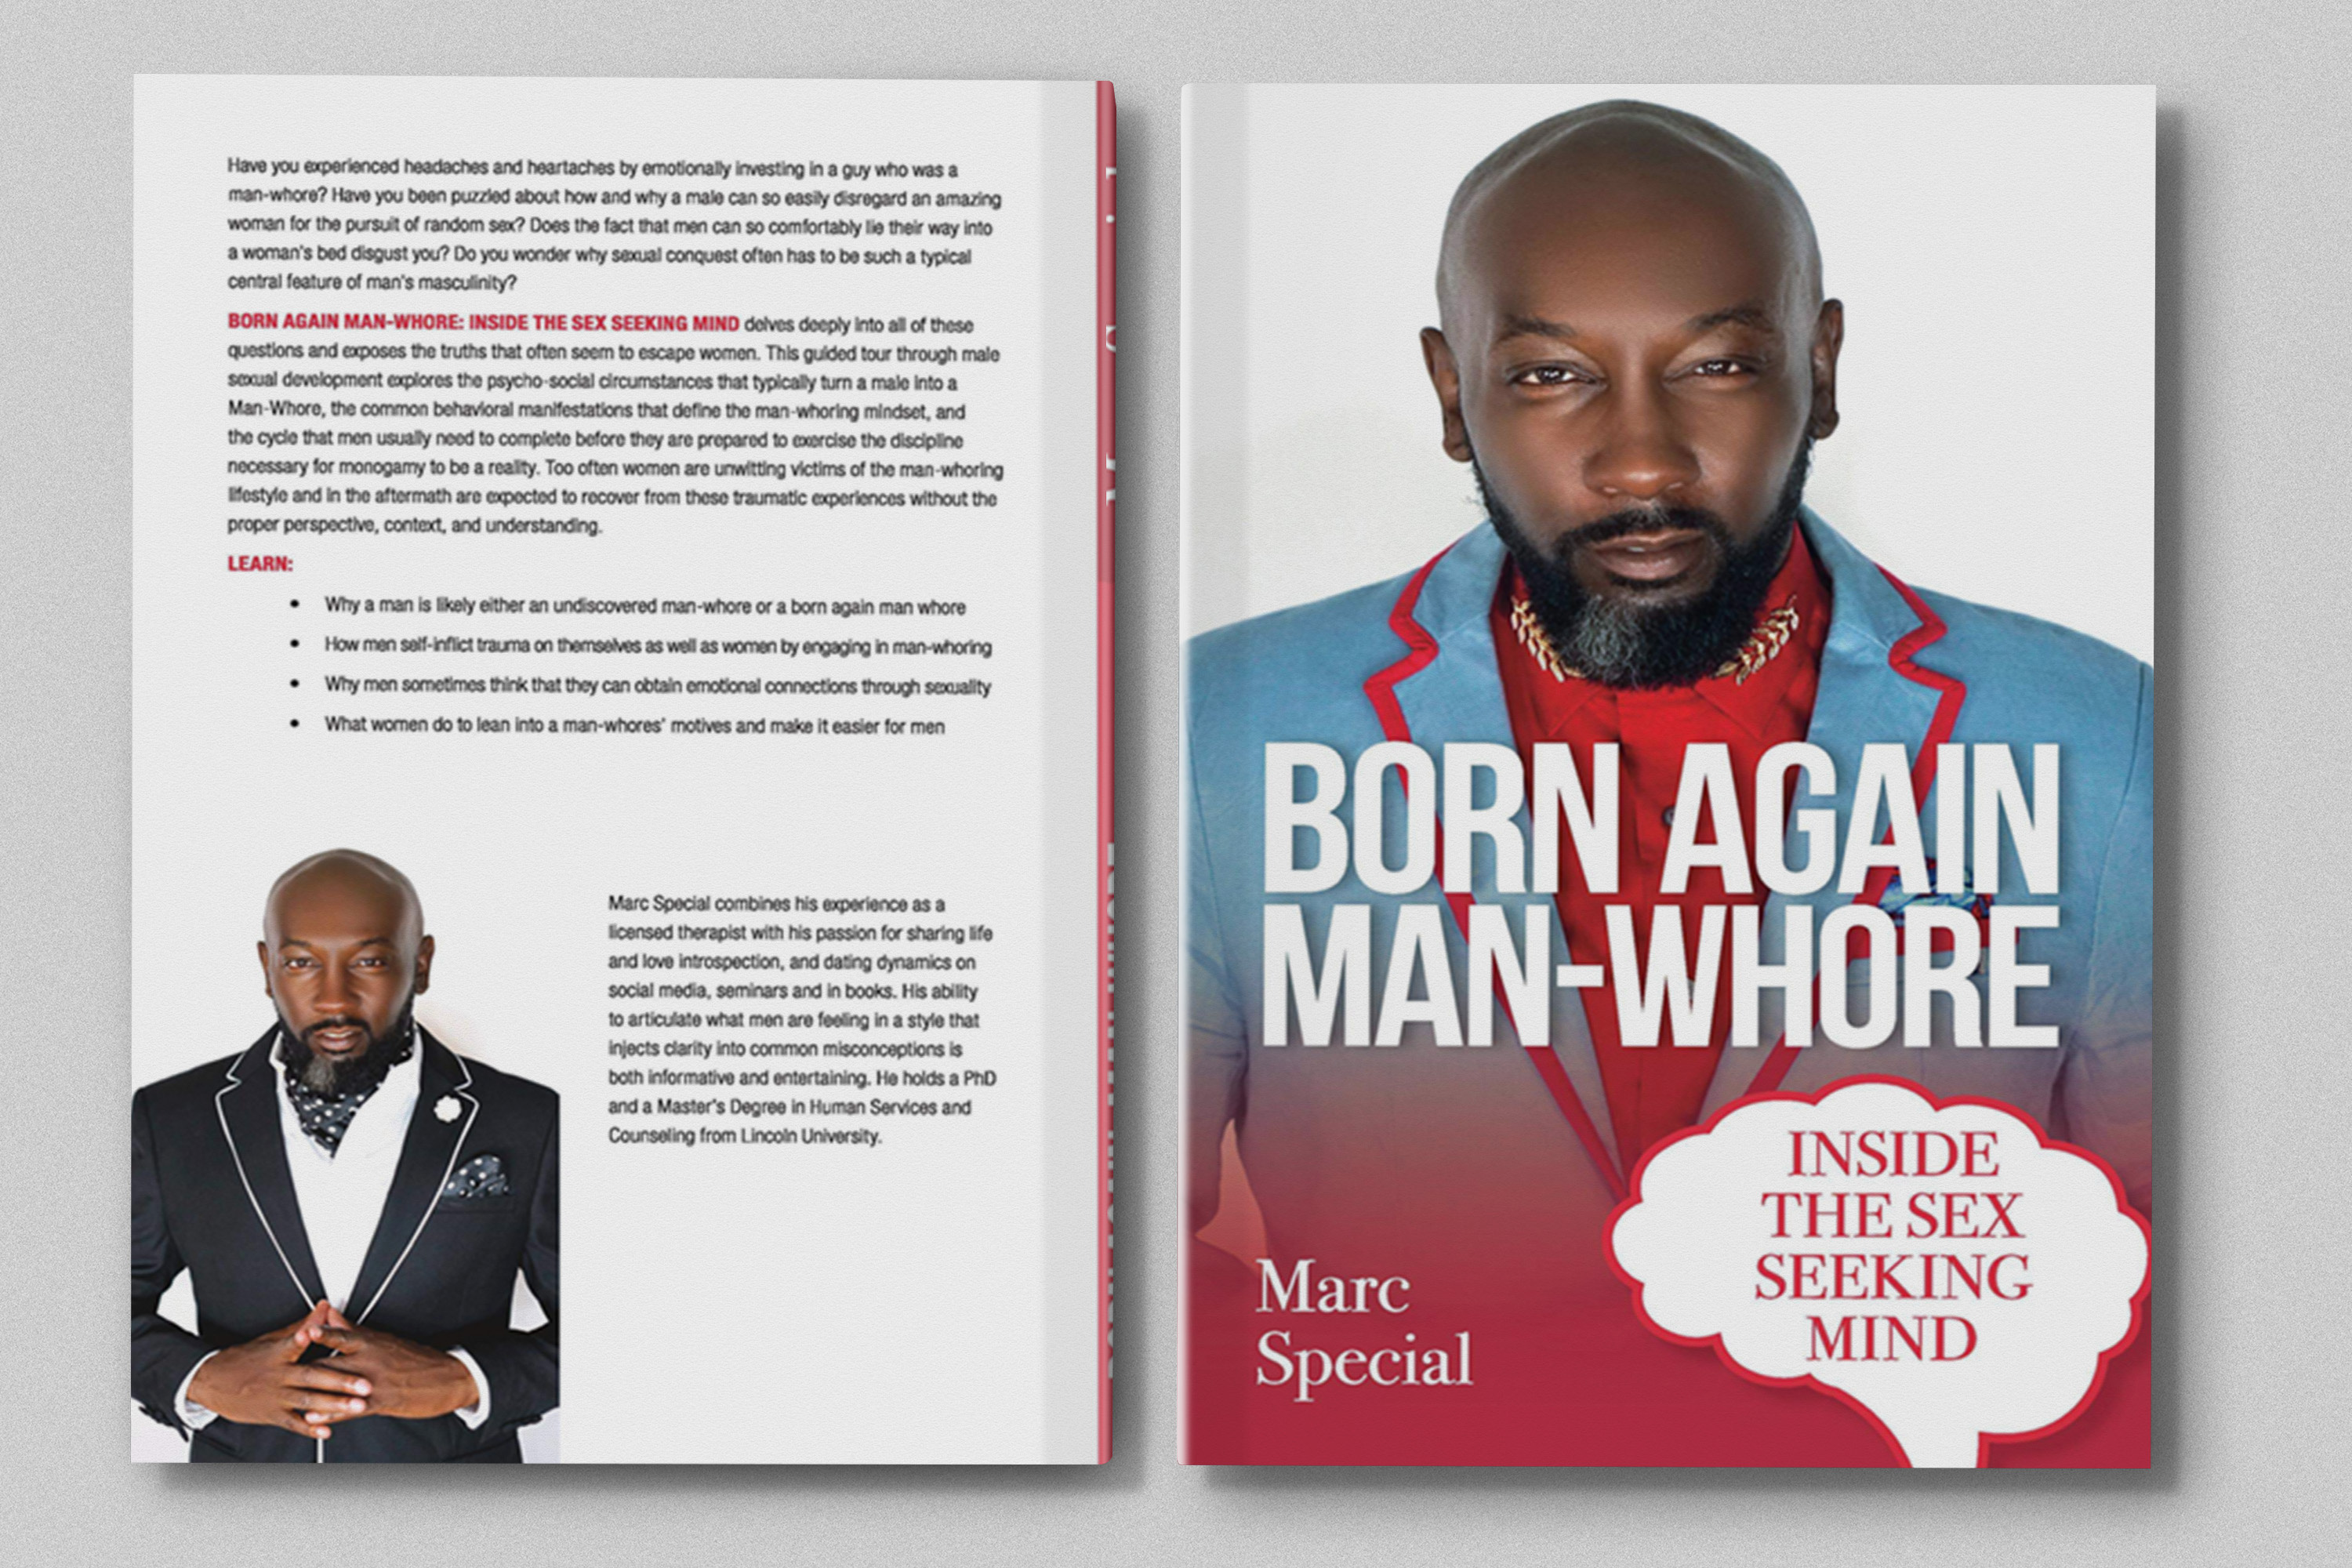 Have you experienced headaches and heartaches by emotionally investing in a guy who was a
man-whore? Have you been puzzled about how and why a male can so easily disregard an amazing
woman for the pursuit of random sex? Does the fact that men can so comfortably lie their way into
a woman's bed disgust you? Do you wonder why sexual conquest often has to be such a typical
central feature of man's masculinity?
BORN AGAIN MAN-WHORE: INSIDE THE SEX SEEKING MIND delves deeply into all of these
questions and exposes the truths that often seem to escape women. This guided tour through male
sexual development explores the psycho-social circumstances that typically turn a male into a
Man-Whore, the common behavioral manifestations that define the man-whoring mindset, and
the cycle that men usually need to complete before they are prepared to exercise the discipline
necessary for monogamy to be a reality. Too often women are unwitting victims of the man-whoring
lifestyle and in the aftermath are expected to recover from these traumatic experiences without the
proper perspective, context, and understanding.
LEARN:
• Why a man is likely either an undiscovered man-whore or a born again man whore
• How men self-inflict trauma on themselves as well as women by engaging in man-whoring
• Why men sometimes think that they can obtain emotional connections through sexuality
• What women do to lean into a man-whores' motives and make it easier for men
Marc Special combines his experience as a
licensed therapist with his passion for sharing life
and love introspection, and dating dynamics on
social media, seminars and in books. His ability
to articulate what men are feeling in a style that
injects clarity into common misconceptions is
both informative and entertaining. He holds a PhD
and a Master's Degree in Human Services and
Counseling from Lincoln University.
BORN AGAIN
MAN-WHORE
INSIDE
THE SEX
SEEKING
MIND
Marc
Special